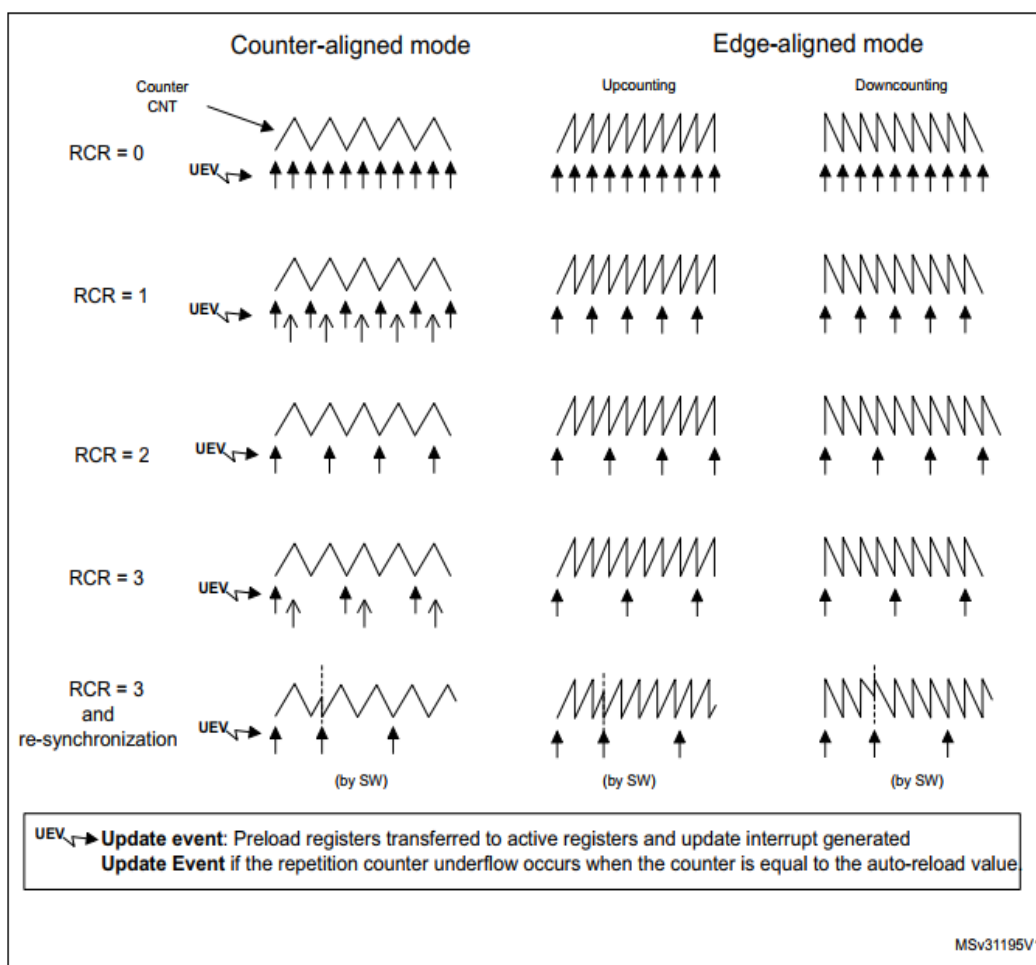 Counter-aligned mode
Edge-aligned mode
Counter
CNT
Upcounting
Downcounting
RCR = 0
UEV
RCR = 1
UEV
RCR = 2
UEV
RCR = 3
UEV
RCR = 3
and
re-synchronization
UEV
(by SW)
(by SW)
(by SW)
UEV Update event: Preload registers transferred to active registers and update interrupt generated
Update Event if the repetition counter underflow occurs when the counter is equal to the auto-reload value.
MSv31195V1